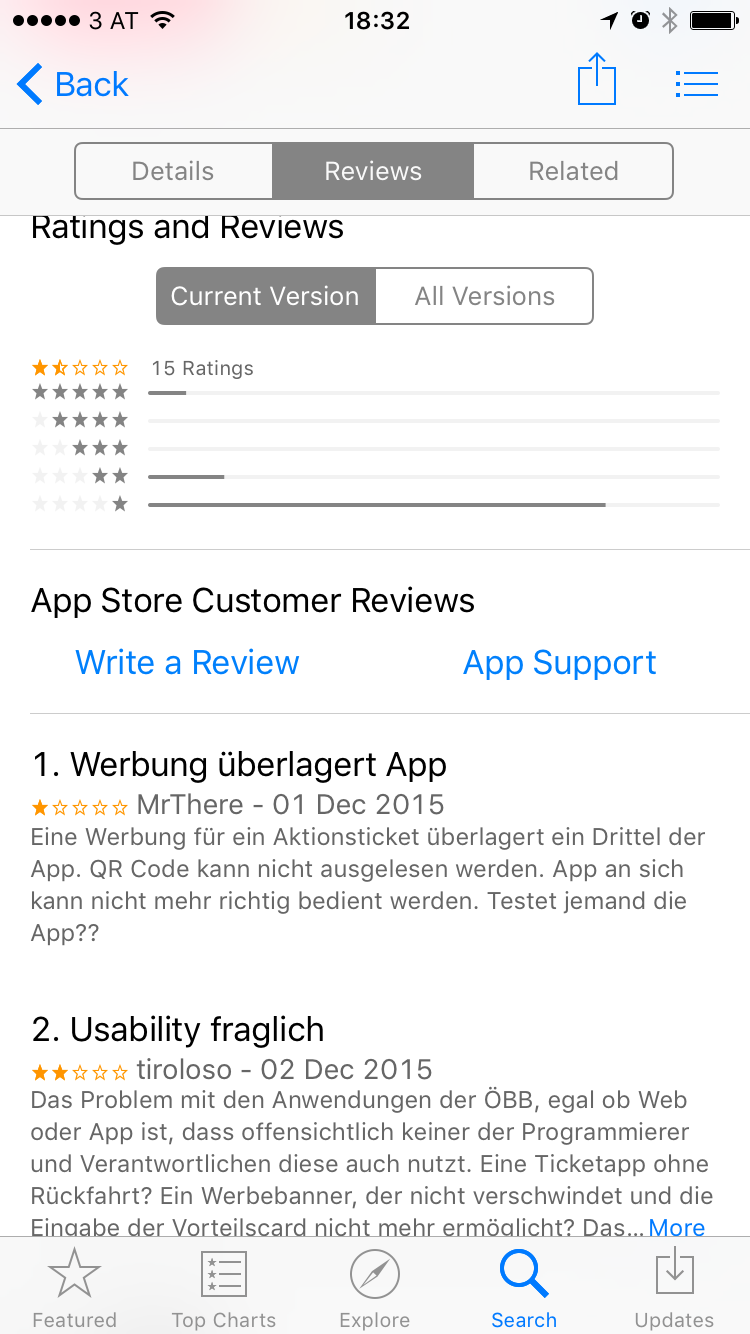 3 AT 18:32
Back
Details Reviews Related
Ratings and Reviews
Current Version All Versions
15 Ratings
App Store Customer Reviews
Write a Review App Support
1. Werbung überlagert App
MrThere - 01 Dec 2015
Eine Werbung für ein Aktionsticket überlagert ein Drittel der
App. QR Code kann nicht ausgelesen werden. App an sich
kann nicht mehr richtig bedient werden. Testet jemand die
App??
2. Usability fraglich
tiroloso - 02 Dec 2015
Das Problem mit den Anwendungen der ÖBB, egal ob Web
oder App ist, dass offensichtlich keiner der Programmierer
und Verantwortlichen diese auch nutzt. Eine Ticketapp ohne
Rückfahrt? Ein Werbebanner, der nicht verschwindet und die
Eingabe der Vorteilscard nicht mehr ermöglicht? Das... More
Featured Top Charts Explore Search Updates